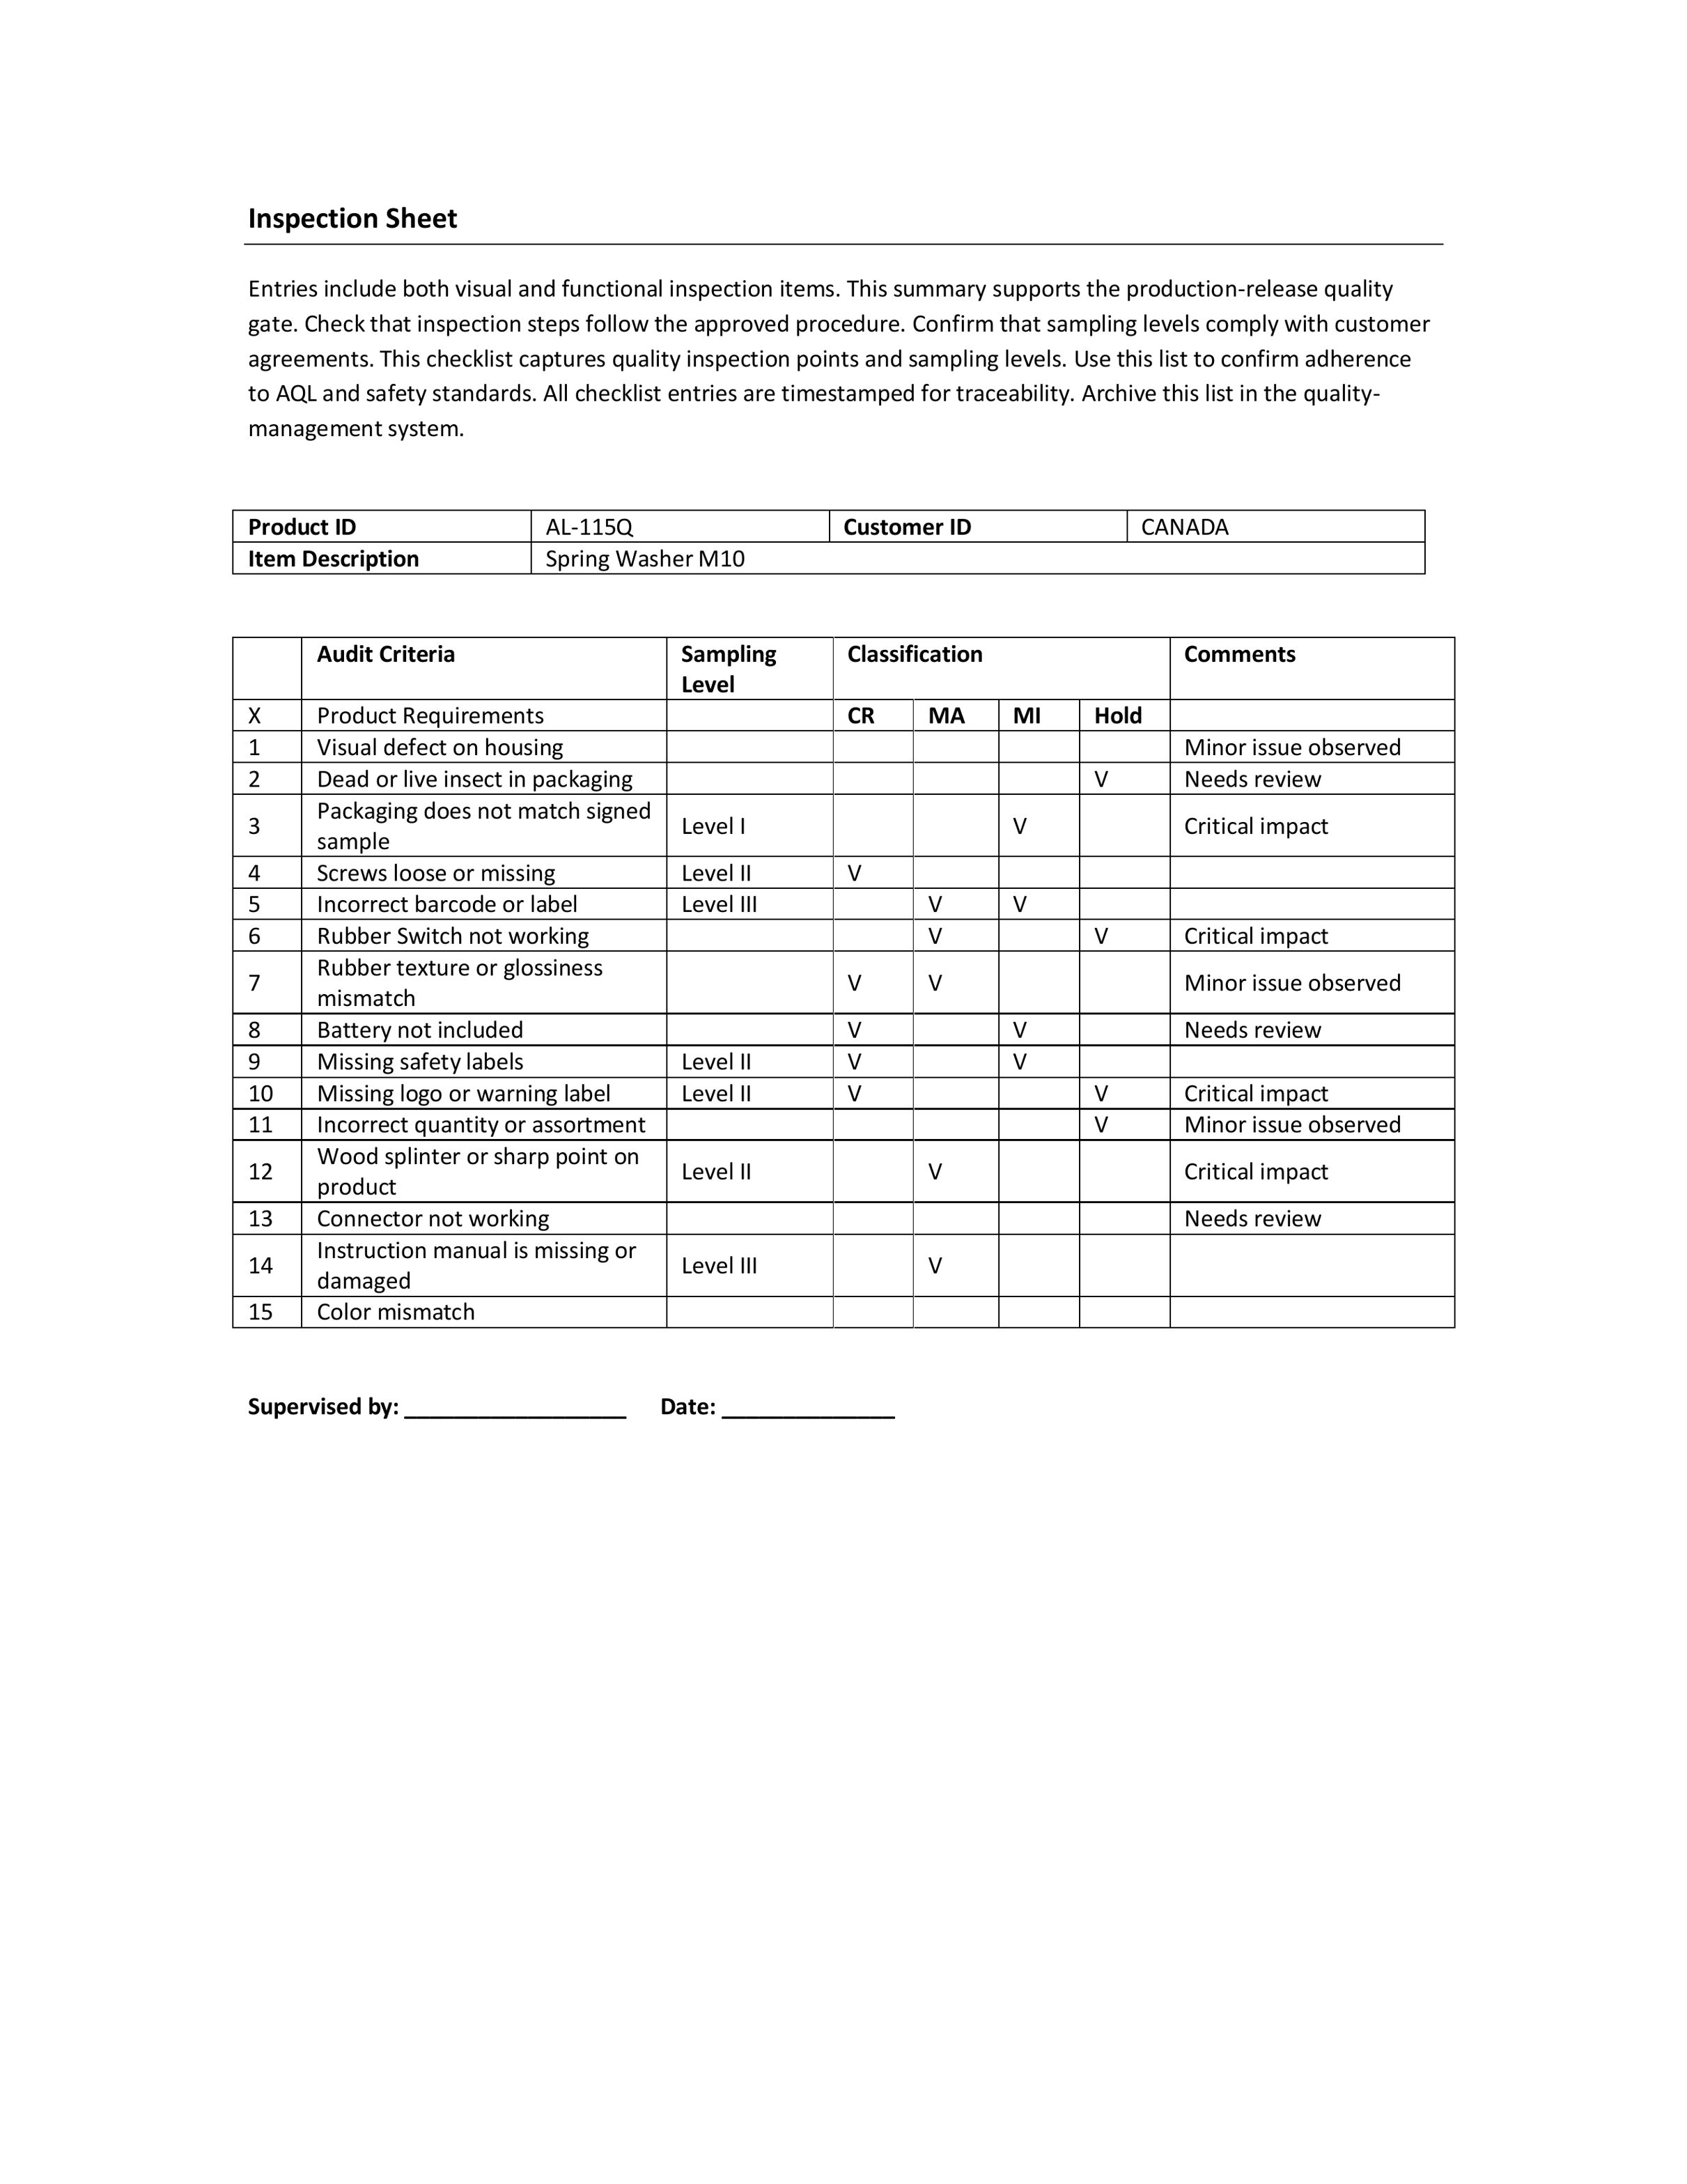 Inspection Sheet
Entries include both visual and functional inspection items. This summary supports the production-release quality
gate. Check that inspection steps follow the approved procedure. Confirm that sampling levels comply with customer
agreements. This checklist captures quality inspection points and sampling levels. Use this list to confirm adherence
to AQL and safety standards. All checklist entries are timestamped for traceability. Archive this list in the quality-
management system.
Product ID AL-115Q Customer ID CANADA
Item Description Spring Washer M10
Audit Criteria Sampling Classification Comments
Level
X Product Requirements CR MA MI Hold
1 Visual defect on housing Minor issue observed
2 Dead or live insect in packaging V Needs review
3 Packaging does not match signed Level I V Critical impact
sample
4 Screws loose or missing Level II V
5 Incorrect barcode or label Level III V V
6 Rubber Switch not working V V Critical impact
7 Rubber texture or glossiness V V Minor issue observed
mismatch
8 Battery not included V V Needs review
9 Missing safety labels Level II V V
10 Missing logo or warning label Level II V V Critical impact
11 Incorrect quantity or assortment V Minor issue observed
12 Wood splinter or sharp point on Level II V Critical impact
product
13 Connector not working Needs review
14 Instruction manual is missing or Level III V
damaged
15 Color mismatch
Supervised by: __________________ Date: ______________